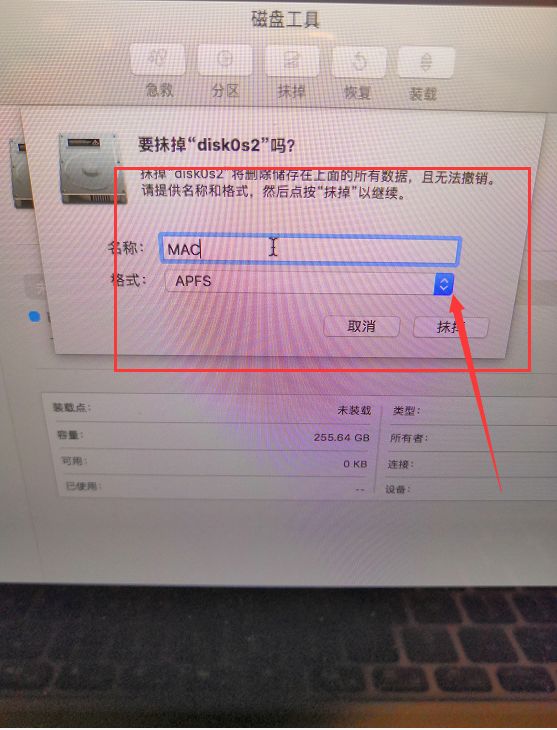 磁盘工具
急救 分区 抹掉 恢复 装载
要抹掉“disk0s2”吗?
抹掉“disk0s2”将删除储存在上面的所有数据，且无法撤销。
请提供名称和格式，然后点按“抹掉”以继续。
名称: MAC
格式: APFS
取消 抹掉
装载点: 未装载 类型:
容量: 255.64 GB 所有者:
可用: 0 KB 连接:
已使用: -- 设备: